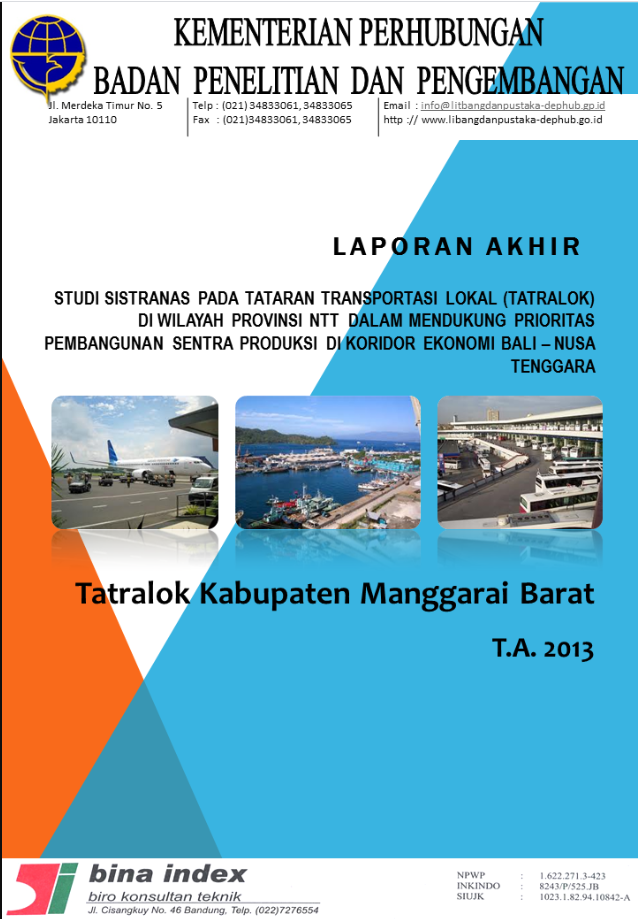 KEMENTERIAN PERHUBUNGAN
BADAN PENELITIAN DAN PENGEMBANGAN
Jl. Merdeka Timur No. 5
Jakarta 10110
Telp : (021) 34833061, 34833065
Fax : (021)34833061, 34833065
Email : info@litbangdanpustaka-dephub.gp.id
http :// www.libangdanpustaka-dephub.go.id
LAPORAN AKHIR
STUDI SISTRANAS PADA TATARAN TRANSPORTASI LOKAL (TATRALOK)
DI WILAYAH PROVINSI NTT DALAM MENDUKUNG PRIORITAS
PEMBANGUNAN SENTRA PRODUKSI DI KORIDOR EKONOMI BALI – NUSA
TENGGARA
Tatralok Kabupaten Manggarai Barat
T.A. 2013
bina index
biro konsultan teknik
Jl. Cisangkuy No. 46 Bandung, Telp. (022)7276554
NPWP : 1.622.271.3-423
INKINDO : 8243/P/525.JB
SIUJK : 1023.1.82.94.10842-A